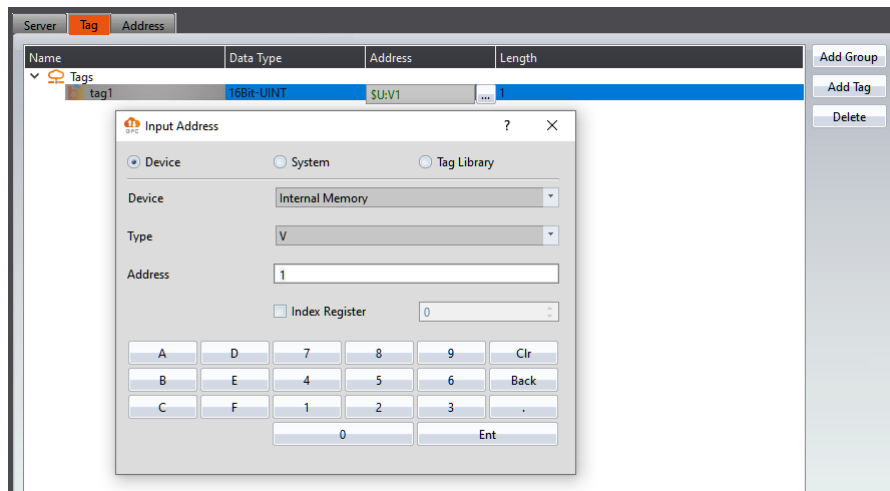 Server Tag Address
Name Data Type Address Length
Tags
tag1 16Bit-UINT $U:V1 ... 1
Add Group
Add Tag
Delete
Input Address ?
Device System Tag Library
Device Internal Memory
Type V
Address 1
Index Register 0
A D 7 8 9 Clr
B E 4 5 6 Back
C F 1 2 3 .
0 Ent